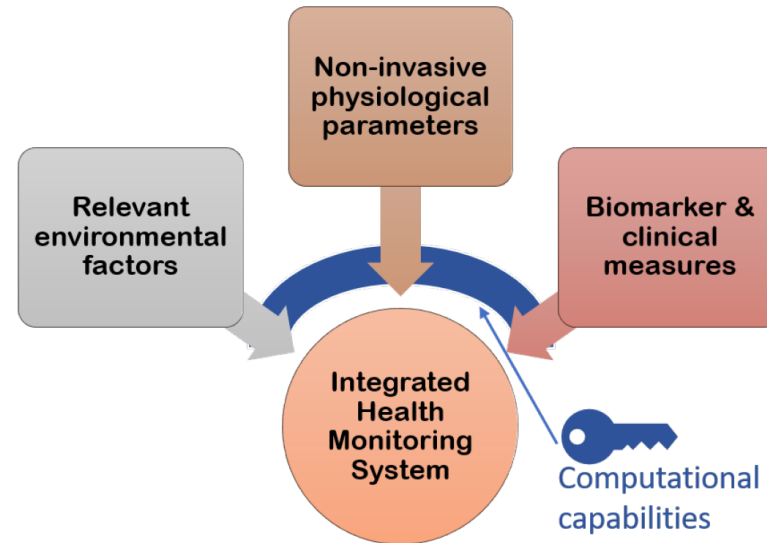 Non-invasive
physiological
parameters
Relevant
environmental
factors
Biomarker &
clinical
measures
Integrated
Health
Monitoring
System
Computational
capabilities